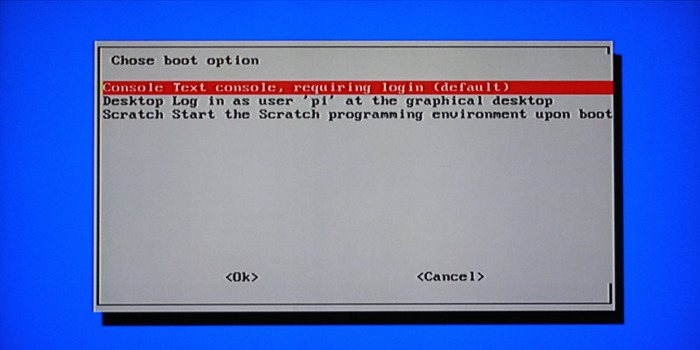 Chose boot option
Console Text console, requiring login (default)
Desktop Log in as user 'pi' at the graphical desktop
Scratch Start the Scratch programming environment upon boot
<Ok> <Cancel>